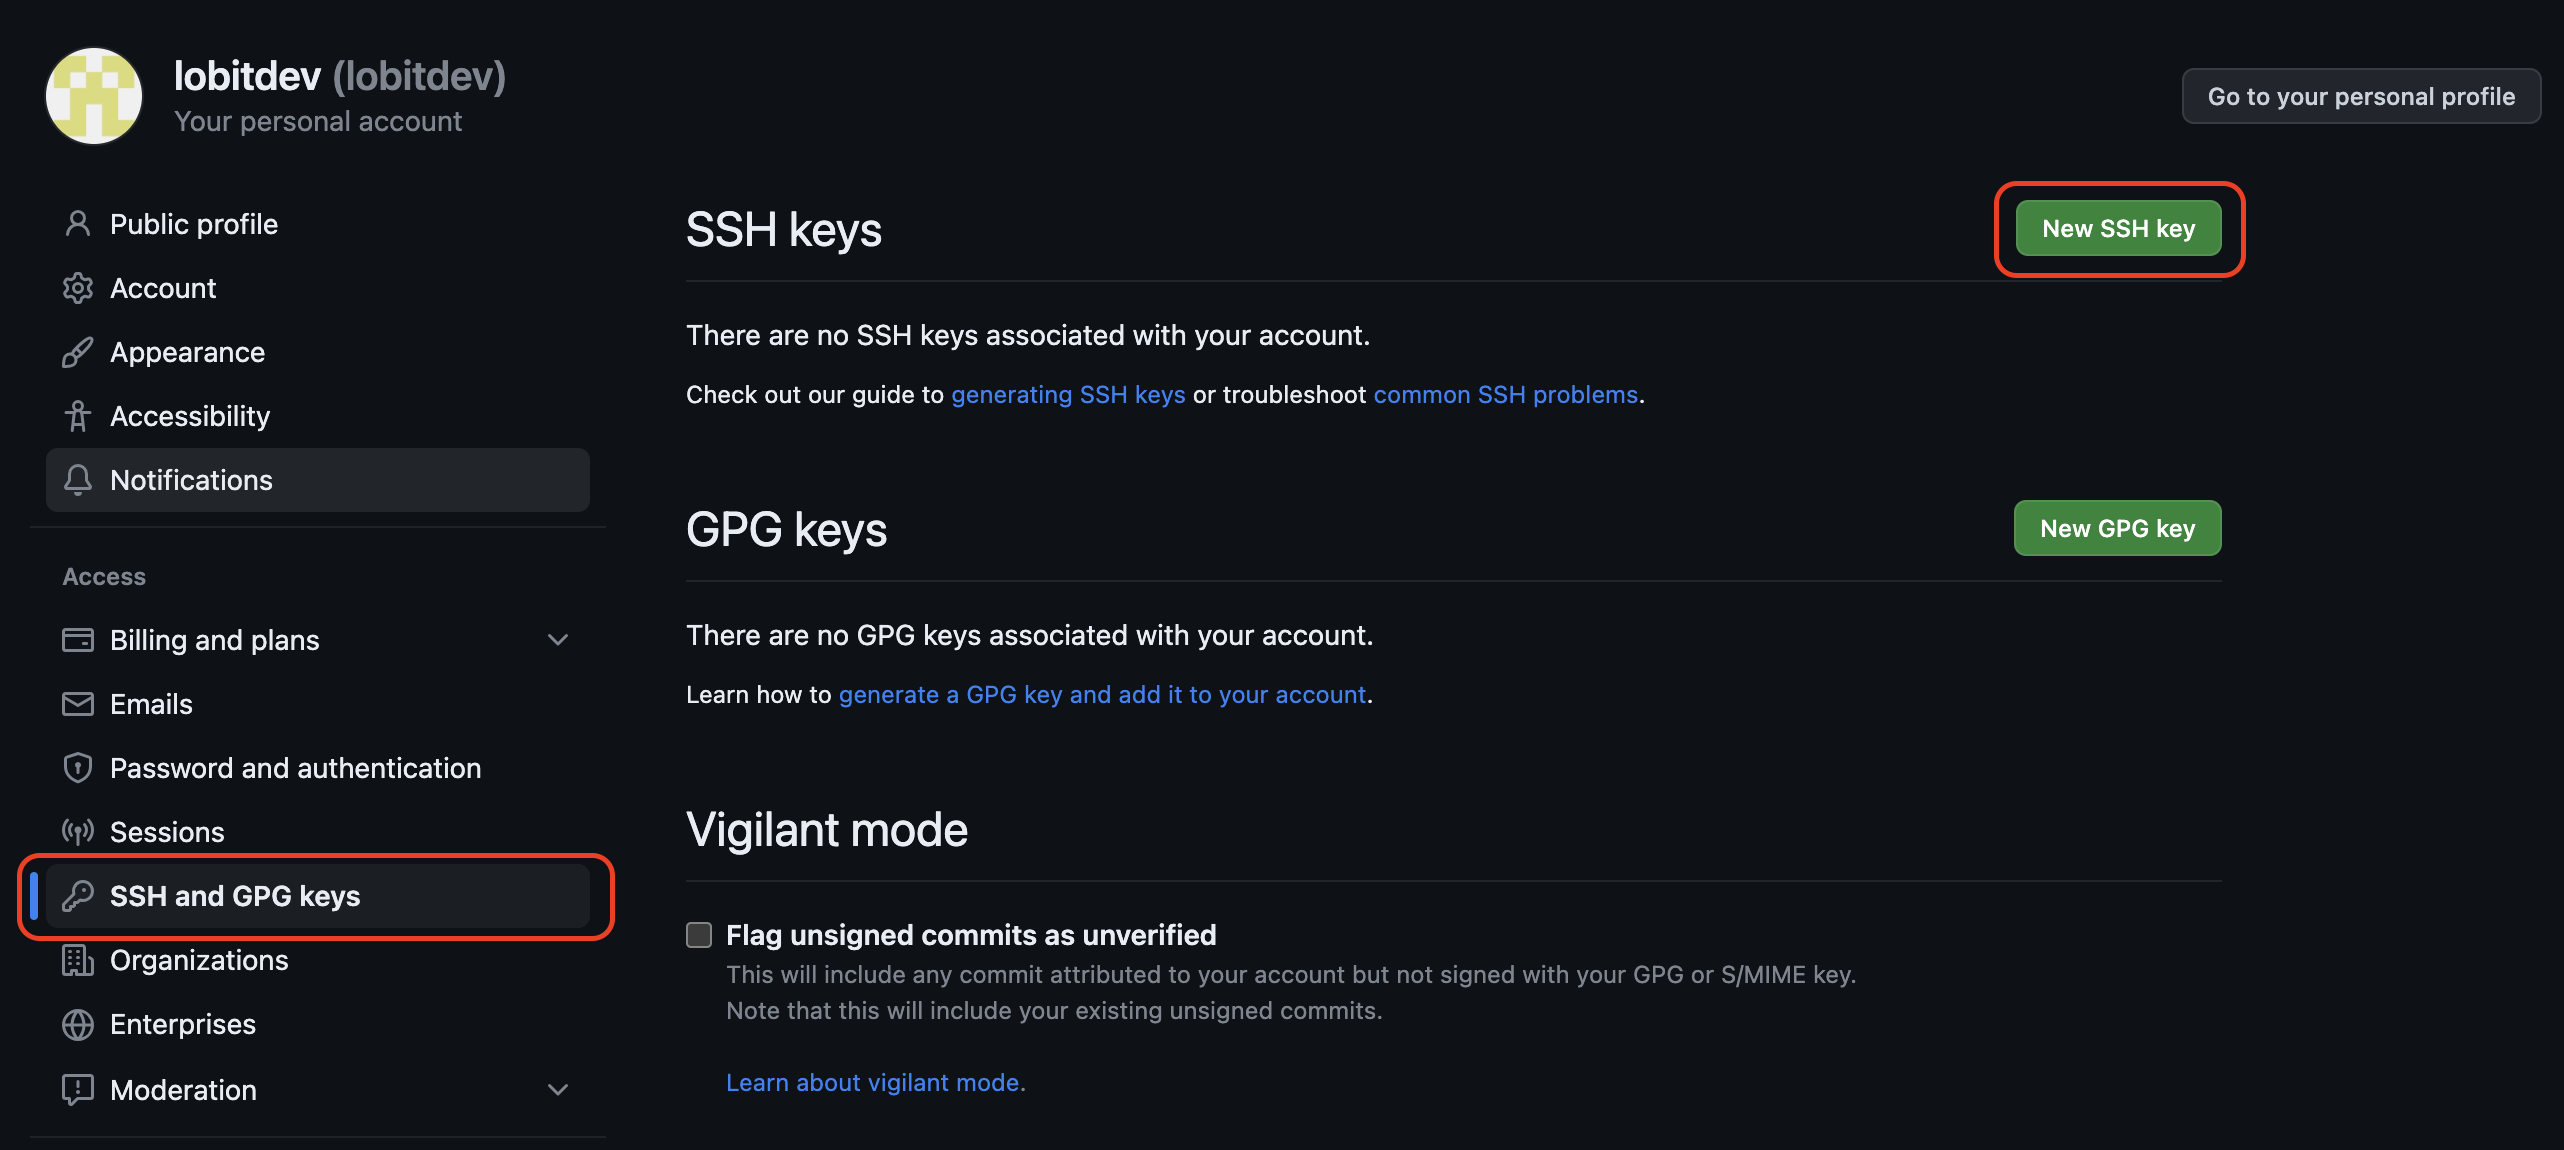 lobitdev (lobitdev)
Your personal account
Go to your personal profile
Public profile
Account
Appearance
Accessibility
Notifications
Access
Billing and plans
Emails
Password and authentication
Sessions
SSH and GPG keys
Organizations
Enterprises
Moderation
SSH keys
New SSH key
There are no SSH keys associated with your account.
Check out our guide to generating SSH keys or troubleshoot common SSH problems.
GPG keys
New GPG key
There are no GPG keys associated with your account.
Learn how to generate a GPG key and add it to your account.
Vigilant mode
Flag unsigned commits as unverified
This will include any commit attributed to your account but not signed with your GPG or S/MIME key.
Note that this will include your existing unsigned commits.
Learn about vigilant mode.